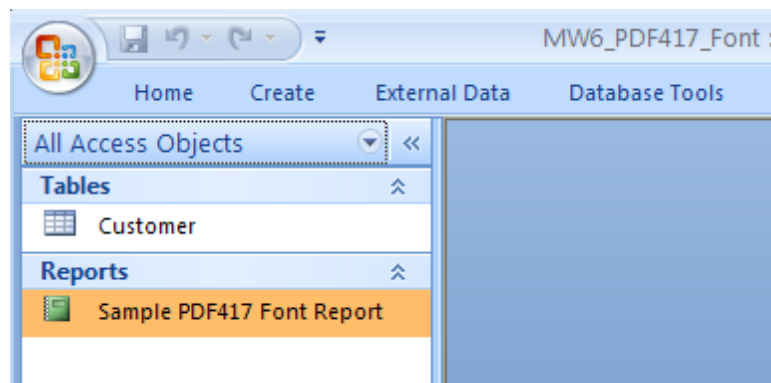 MW6_PDF417_Font :
Home Create External Data Database Tools
All Access Objects
Tables
Customer
Reports
Sample PDF417 Font Report